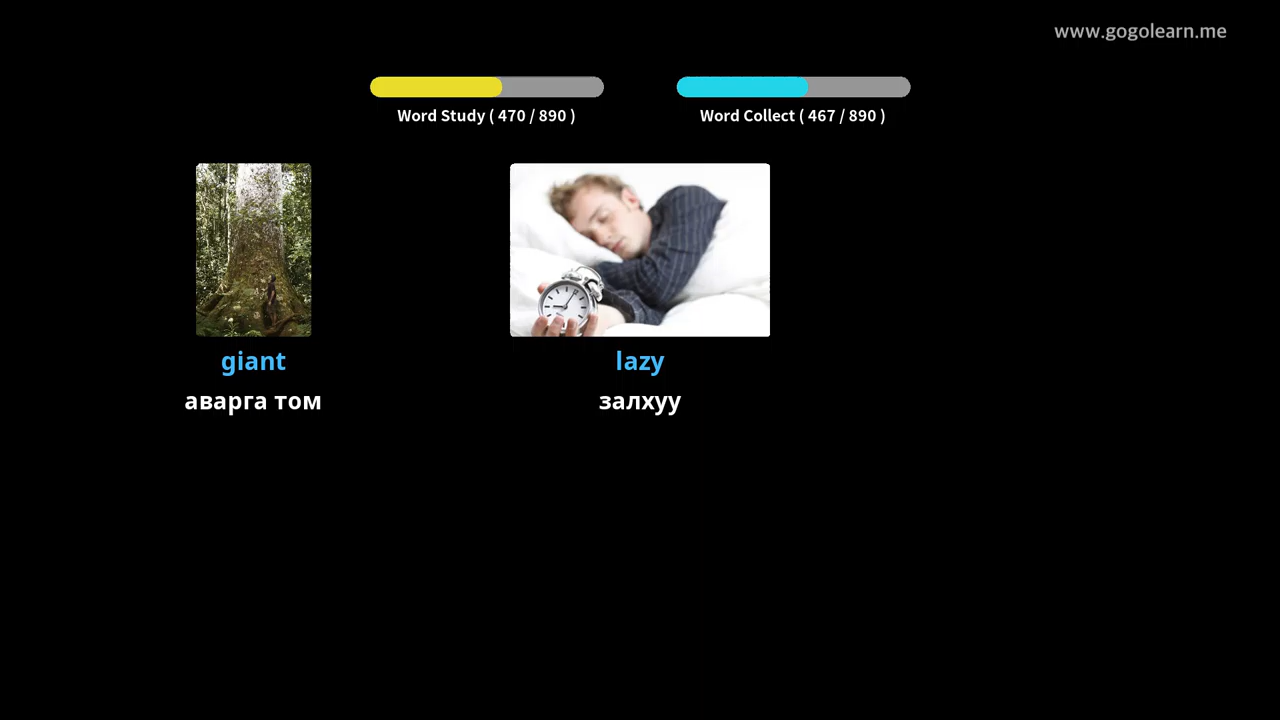 www.gogolearn.me
Word Study ( 470 / 890 )
Word Collect ( 467 / 890 )
giant
lazy
аварга том
залхуу